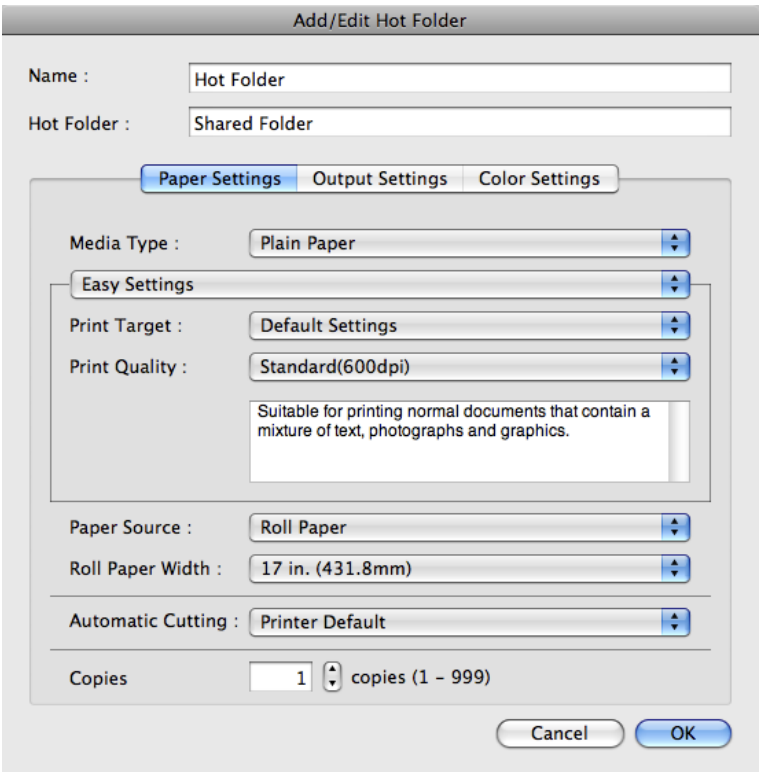 Add/Edit Hot Folder
Name : Hot Folder
Hot Folder : Shared Folder
Paper Settings Output Settings Color Settings
Media Type : Plain Paper
Easy Settings
Print Target : Default Settings
Print Quality : Standard(600dpi)
Suitable for printing normal documents that contain a
mixture of text, photographs and graphics.
Paper Source : Roll Paper
Roll Paper Width : 17 in. (431.8mm)
Automatic Cutting : Printer Default
Copies 1 copies (1 – 999)
Cancel OK